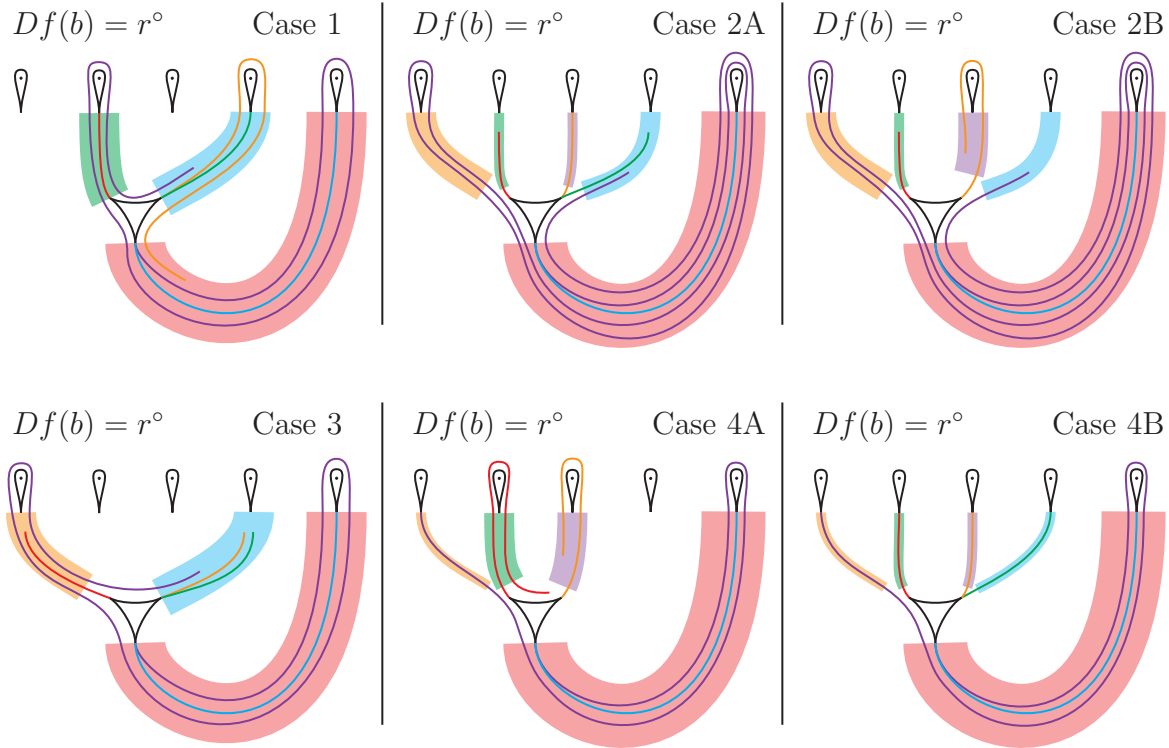 Df(b) = r° Case 1
Df(b) = r° Case 2A
Df(b) = r° Case 2B
Df(b) = r° Case 3
Df(b) = r° Case 4A
Df(b) = r° Case 4B